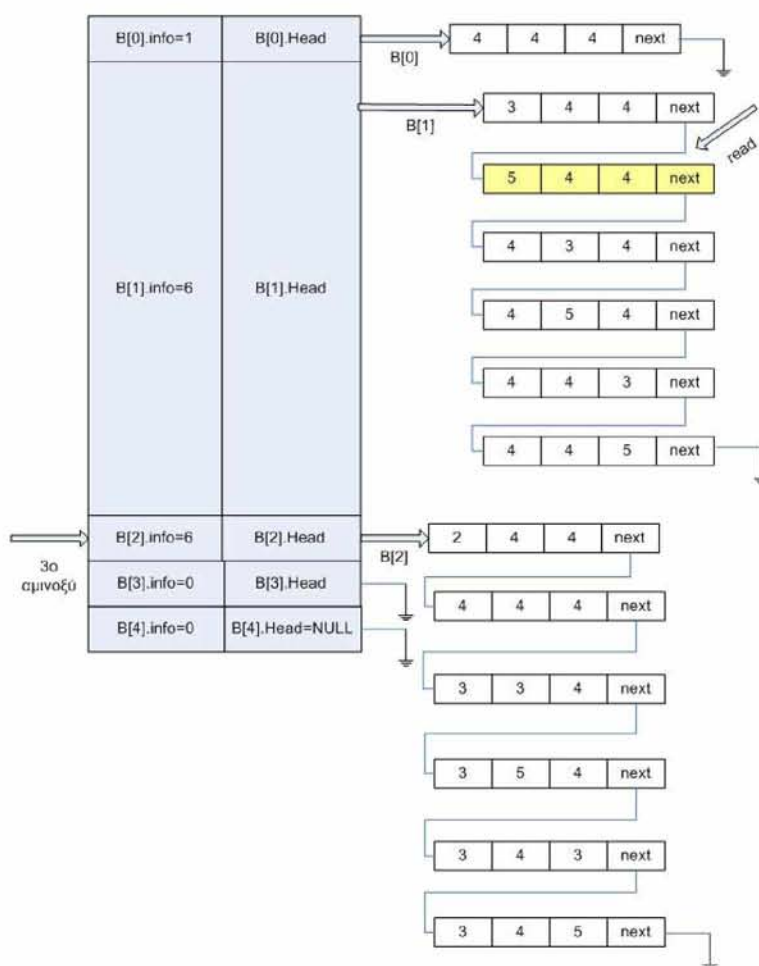 B[0].info=1 B[0].Head B[0] 4 4 4 next
B[1] 3 4 4 next
read
5 4 4 next
4 3 4 next
B[1].info=6 B[1].Head
4 5 4 next
4 4 3 next
4 4 5 next
B[2].info=6 B[2].Head B[2] 2 4 4 next
3ο
αμινοξύ
B[3].info=0 B[3].Head
4 4 4 next
B[4].info=0 B[4].Head=NULL
3 3 4 next
3 5 4 next
3 4 3 next
3 4 5 next